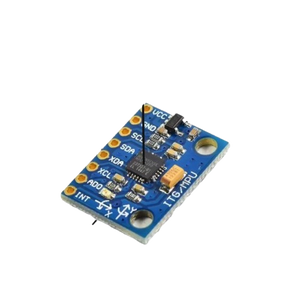 VCC
GND
SCL
SDA
XDA
XCL
ADO
INT
ITG/MPU
X
Y